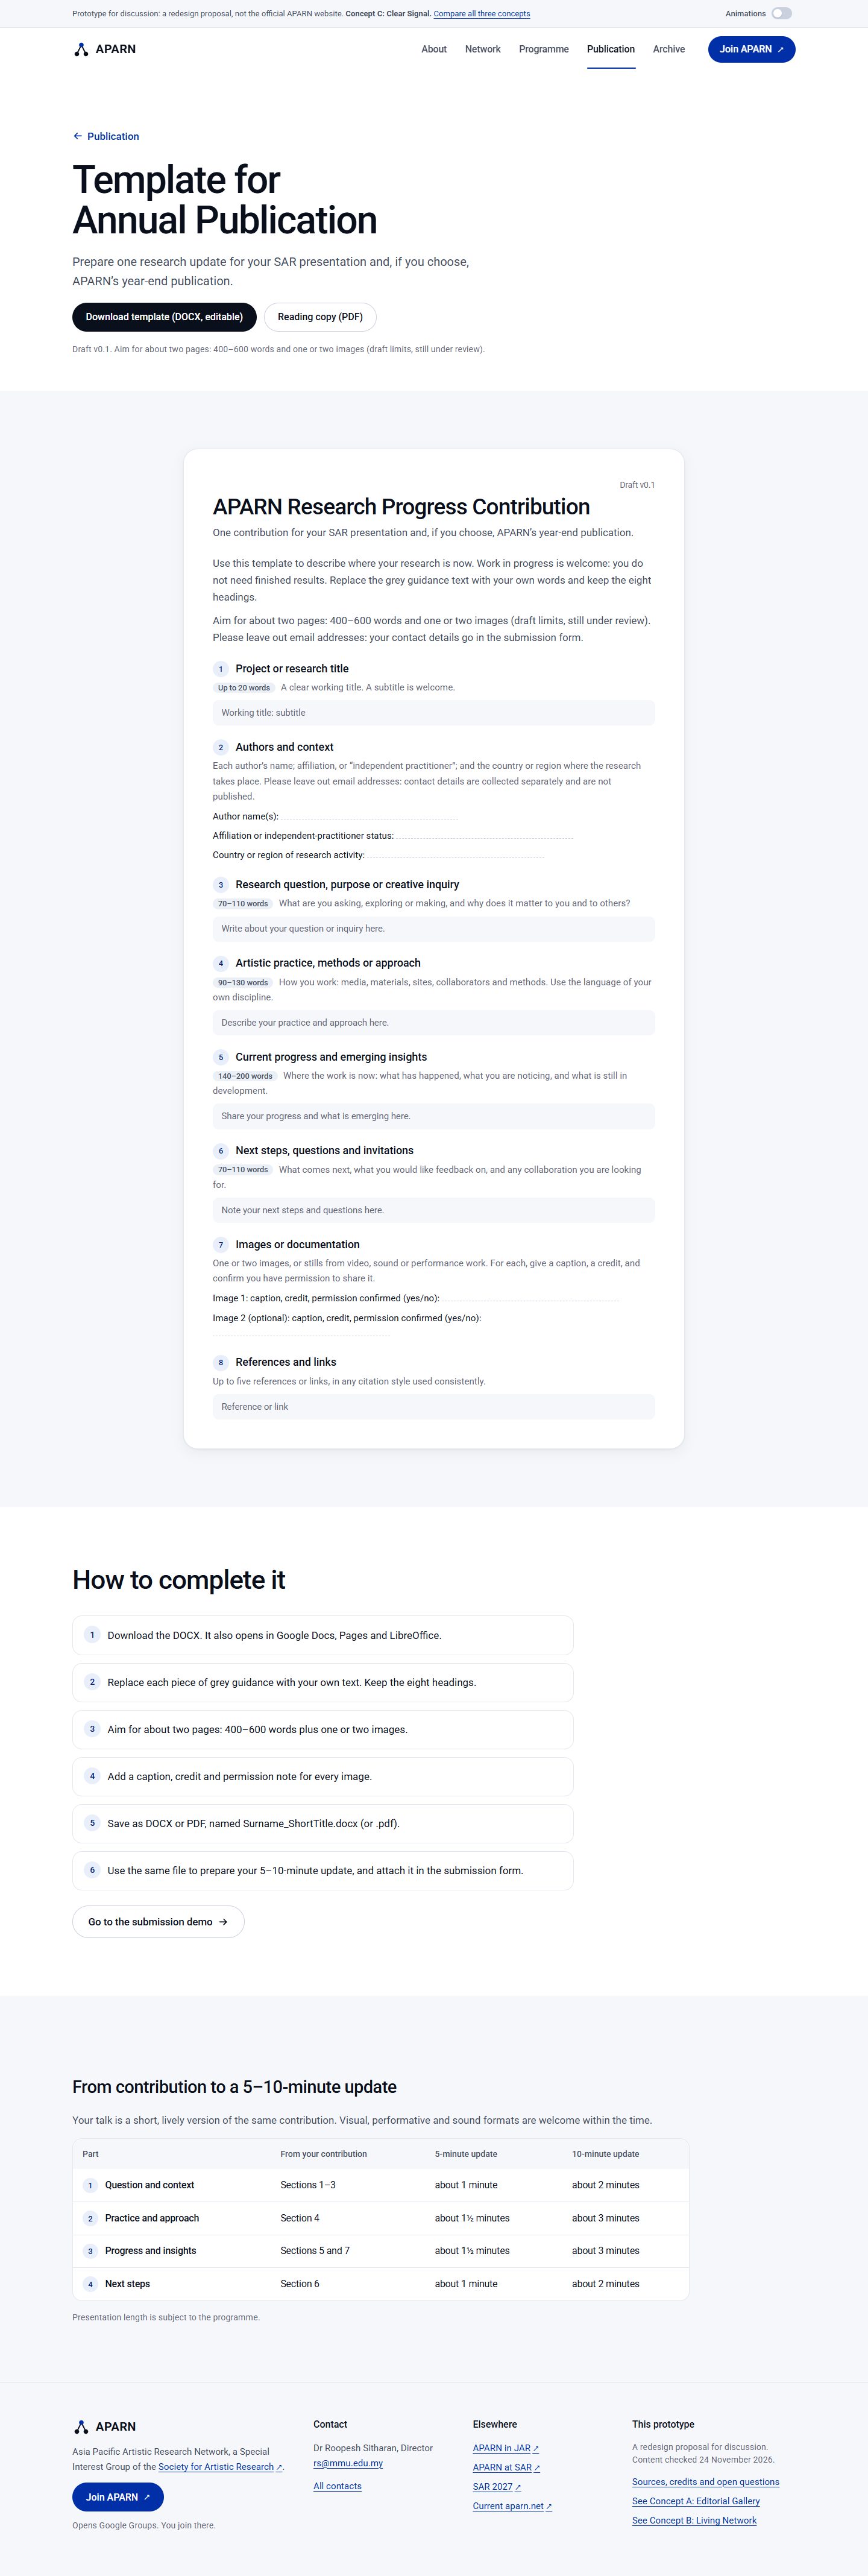 Prototype for discussion: a redesign proposal, not the official APARN website. Concept C: Clear Signal. Compare all three concepts
Animations
APARN
About Network Programme Publication Archive Join APARN ↗
← Publication
Template for
Annual Publication
Prepare one research update for your SAR presentation and, if you choose,
APARN's year-end publication.
Download template (DOCX, editable) Reading copy (PDF)
Draft v0.1. Aim for about two pages: 400–600 words and one or two images (draft limits, still under review).
Draft v0.1
APARN Research Progress Contribution
One contribution for your SAR presentation and, if you choose, APARN's year-end publication.
Use this template to describe where your research is now. Work in progress is welcome: you do
not need finished results. Replace the grey guidance text with your own words and keep the eight
headings.
Aim for about two pages: 400–600 words and one or two images (draft limits, still under review).
Please leave out email addresses: your contact details go in the submission form.
1 Project or research title
Up to 20 words A clear working title. A subtitle is welcome.
Working title: subtitle
2 Authors and context
Each author's name; affiliation, or "independent practitioner"; and the country or region where the research
takes place. Please leave out email addresses: contact details are collected separately and are not
published.
Author name(s):
Affiliation or independent-practitioner status:
Country or region of research activity:
3 Research question, purpose or creative inquiry
70–110 words What are you asking, exploring or making, and why does it matter to you and to others?
Write about your question or inquiry here.
4 Artistic practice, methods or approach
90–130 words How you work: media, materials, sites, collaborators and methods. Use the language of your
own discipline.
Describe your practice and approach here.
5 Current progress and emerging insights
140–200 words Where the work is now: what has happened, what you are noticing, and what is still in
development.
Share your progress and what is emerging here.
6 Next steps, questions and invitations
70–110 words What comes next, what you would like feedback on, and any collaboration you are looking
for.
Note your next steps and questions here.
7 Images or documentation
One or two images, or stills from video, sound or performance work. For each, give a caption, a credit, and
confirm you have permission to share it.
Image 1: caption, credit, permission confirmed (yes/no):
Image 2 (optional): caption, credit, permission confirmed (yes/no):
8 References and links
Up to five references or links, in any citation style used consistently.
Reference or link
How to complete it
1 Download the DOCX. It also opens in Google Docs, Pages and LibreOffice.
2 Replace each piece of grey guidance with your own text. Keep the eight headings.
3 Aim for about two pages: 400–600 words plus one or two images.
4 Add a caption, credit and permission note for every image.
5 Save as DOCX or PDF, named Surname_ShortTitle.docx (or .pdf).
6 Use the same file to prepare your 5–10-minute update, and attach it in the submission form.
Go to the submission demo →
From contribution to a 5–10-minute update
Your talk is a short, lively version of the same contribution. Visual, performative and sound formats are welcome within the time.
Part From your contribution 5-minute update 10-minute update
1 Question and context Sections 1–3 about 1 minute about 2 minutes
2 Practice and approach Section 4 about 1½ minutes about 3 minutes
3 Progress and insights Sections 5 and 7 about 1½ minutes about 3 minutes
4 Next steps Section 6 about 1 minute about 2 minutes
Presentation length is subject to the programme.
APARN
Asia Pacific Artistic Research Network, a Special
Interest Group of the Society for Artistic Research ↗.
Join APARN ↗
Opens Google Groups. You join there.
Contact
Dr Roopesh Sitharan, Director
rs@mmu.edu.my
All contacts
Elsewhere
APARN in JAR ↗
APARN at SAR ↗
SAR 2027 ↗
Current aparn.net ↗
This prototype
A redesign proposal for discussion.
Content checked 24 November 2026.
Sources, credits and open questions
See Concept A: Editorial Gallery
See Concept B: Living Network